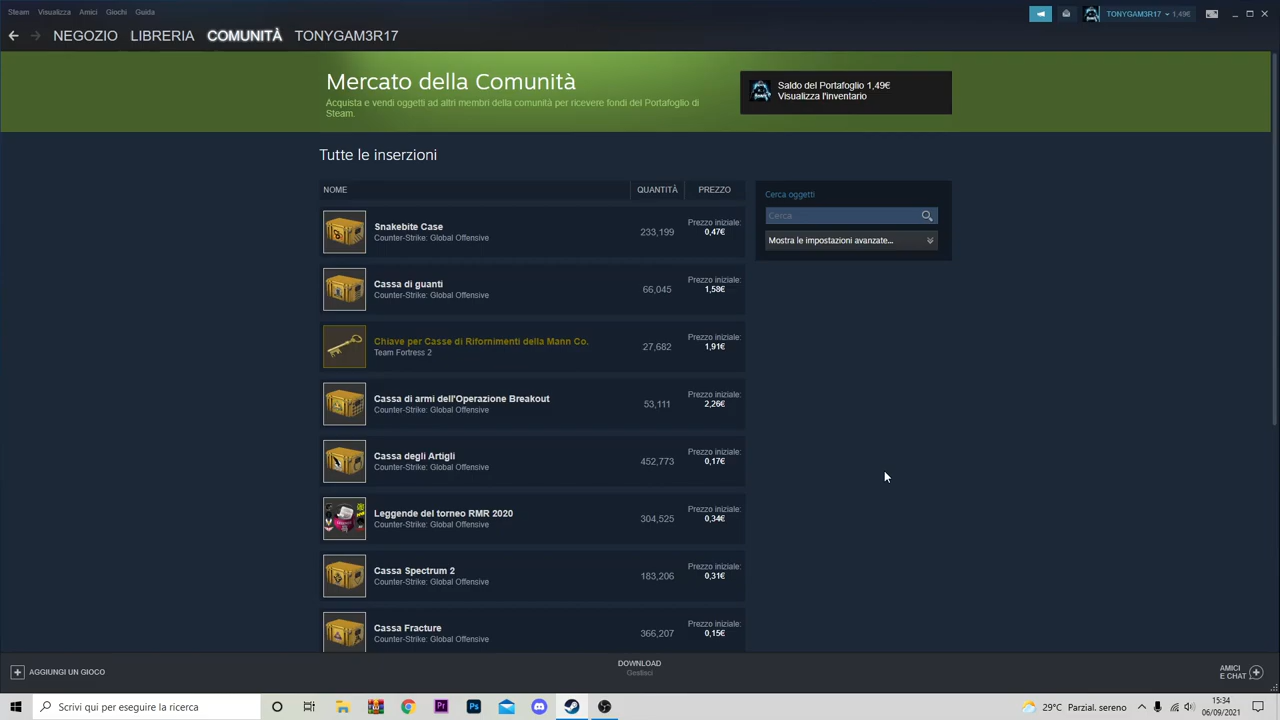 Steam Visualizza Amici Giochi Guida
TONYGAM3R17 1,49€
NEGOZIO LIBRERIA COMUNITÀ TONYGAM3R17
Mercato della Comunità
Acquista e vendi oggetti ad altri membri della comunità per ricevere fondi del Portafoglio di
Steam.
Saldo del Portafoglio 1,49€
Visualizza l'inventario
Tutte le inserzioni
NOME QUANTITÀ PREZZO
Cerca oggetti
Cerca
Mostra le impostazioni avanzate...
Snakebite Case
Counter-Strike: Global Offensive
233,199
Prezzo iniziale:
0,47€
Cassa di guanti
Counter-Strike: Global Offensive
66,045
Prezzo iniziale:
1,58€
Chiave per Casse di Rifornimenti della Mann Co.
Team Fortress 2
27,682
Prezzo iniziale:
1,91€
Cassa di armi dell'Operazione Breakout
Counter-Strike: Global Offensive
53,111
Prezzo iniziale:
2,26€
Cassa degli Artigli
Counter-Strike: Global Offensive
452,773
Prezzo iniziale:
0,17€
Leggende del torneo RMR 2020
Counter-Strike: Global Offensive
304,525
Prezzo iniziale:
0,34€
Cassa Spectrum 2
Counter-Strike: Global Offensive
183,206
Prezzo iniziale:
0,31€
Cassa Fracture
Counter-Strike: Global Offensive
366,207
Prezzo iniziale:
0,15€
AGGIUNGI UN GIOCO
DOWNLOAD
Gestisci
AMICI
E CHAT
Scrivi qui per eseguire la ricerca
29°C Parzial. sereno
15:34
06/09/2021